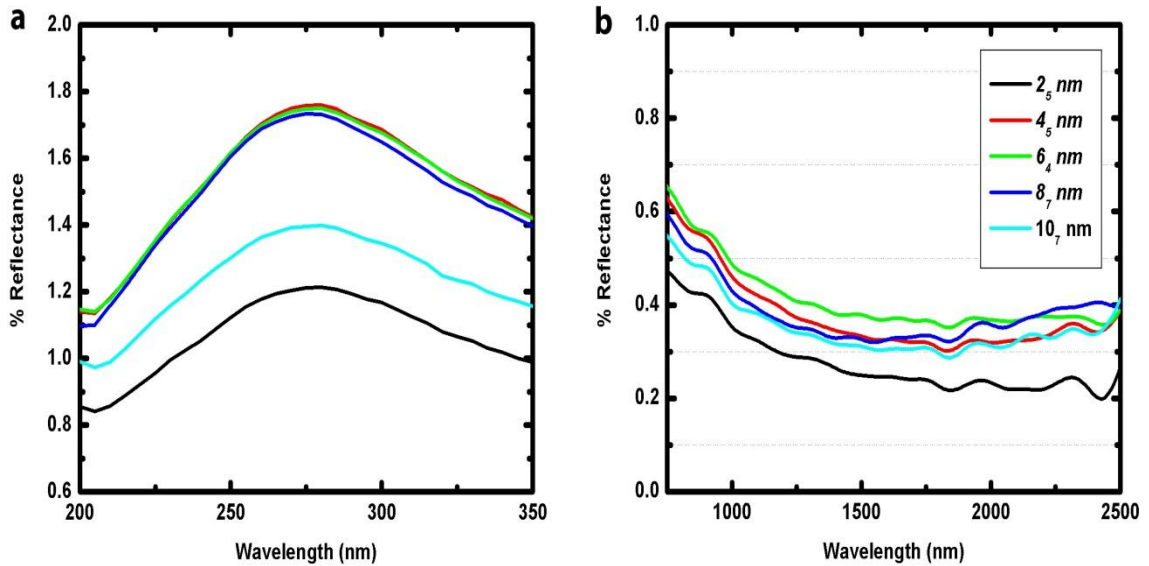 a
2.0
1.8
1.6
1.4
1.2
1.0
0.8
0.6
% Reflectance
200 250 300 350
Wavelength (nm)
b
1.0
0.8
0.6
0.4
0.2
0.0
% Reflectance
1000 1500 2000 2500
Wavelength (nm)
2₅ nm
4₅ nm
6₄ nm
8₇ nm
10₇ nm